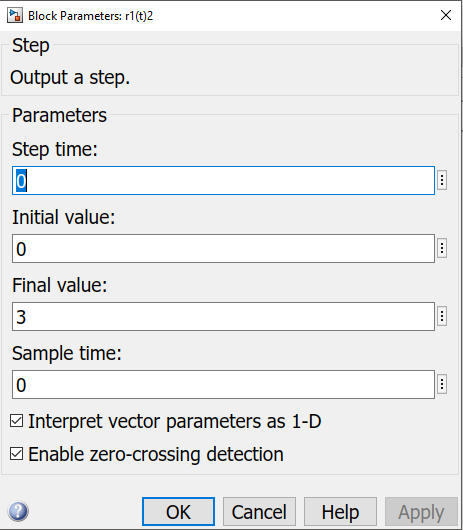 Block Parameters: r1(t)2
Step
Output a step.
Parameters
Step time:
0
Initial value:
0
Final value:
3
Sample time:
0
Interpret vector parameters as 1-D
Enable zero-crossing detection
OK Cancel Help Apply